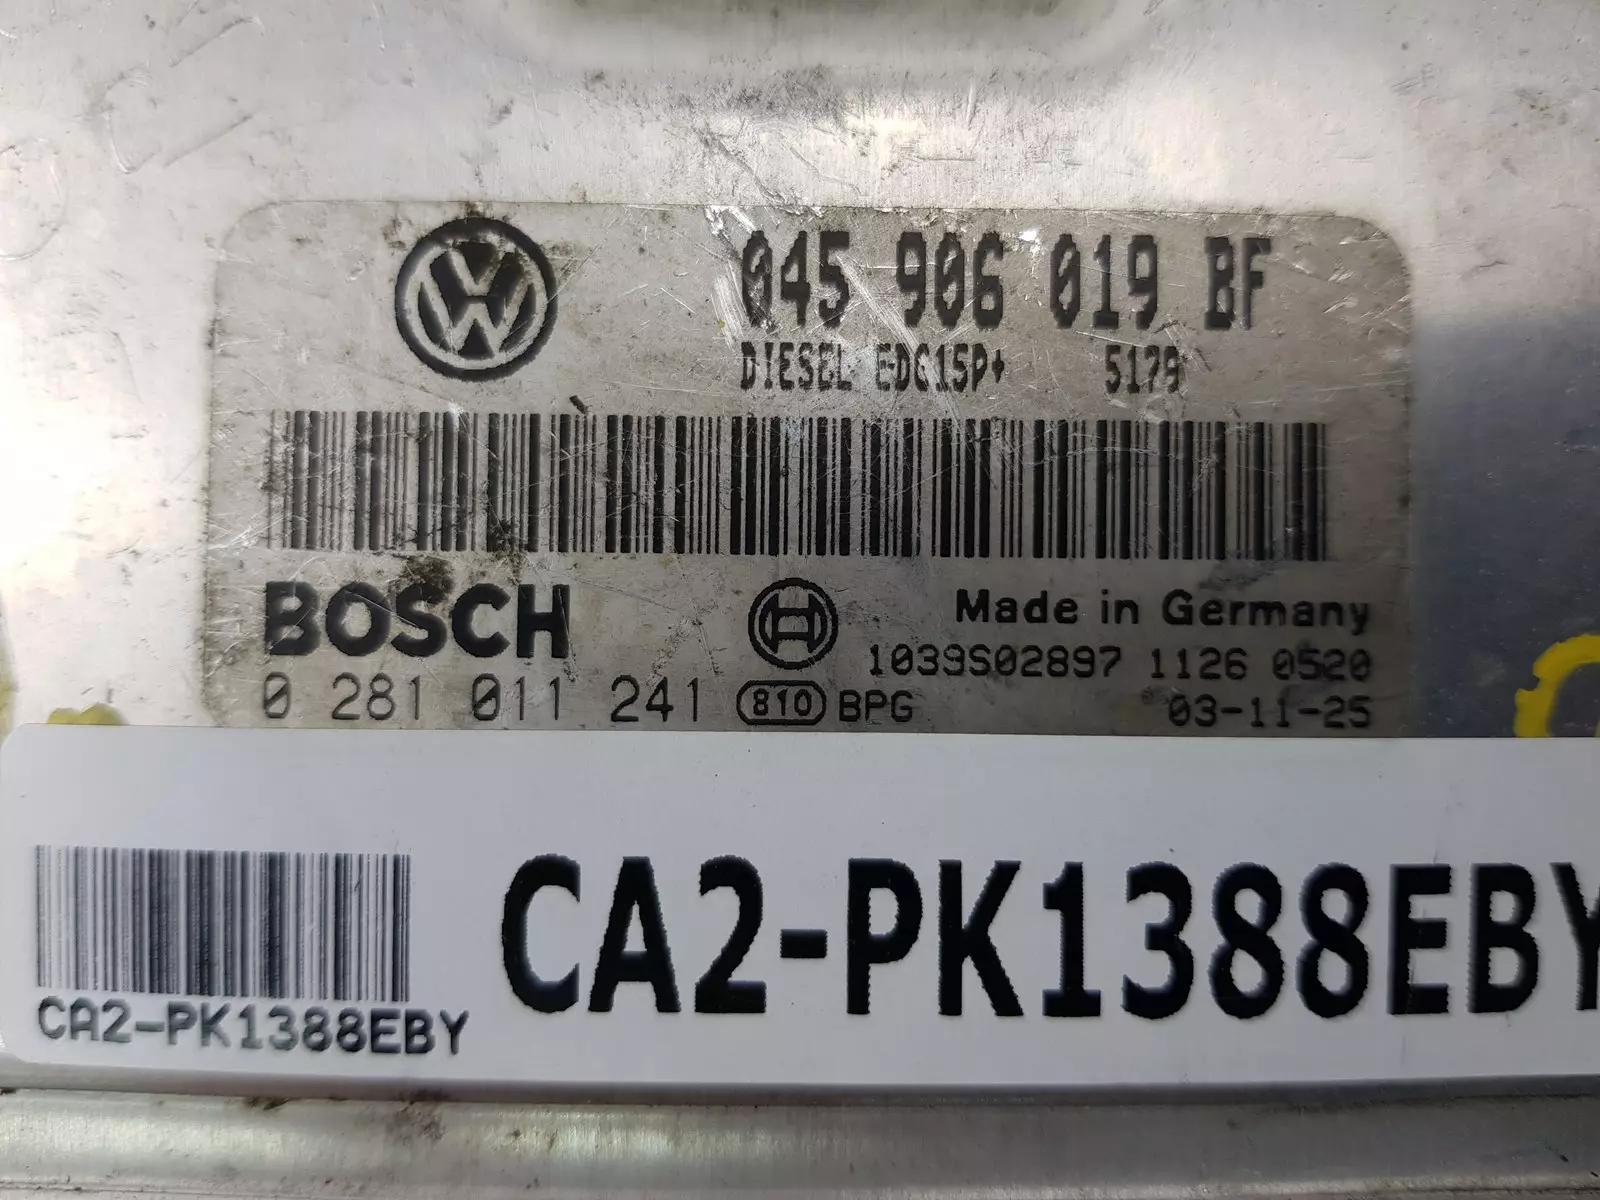 045 906 019 BF
DIESEL EDG15P+ 5179
BOSCH
Made in Germany
1039S02897 1126 0520
0 281 011 241 810 BPG 03-11-25
CA2-PK1388EBY
CA2-PK1388EBY